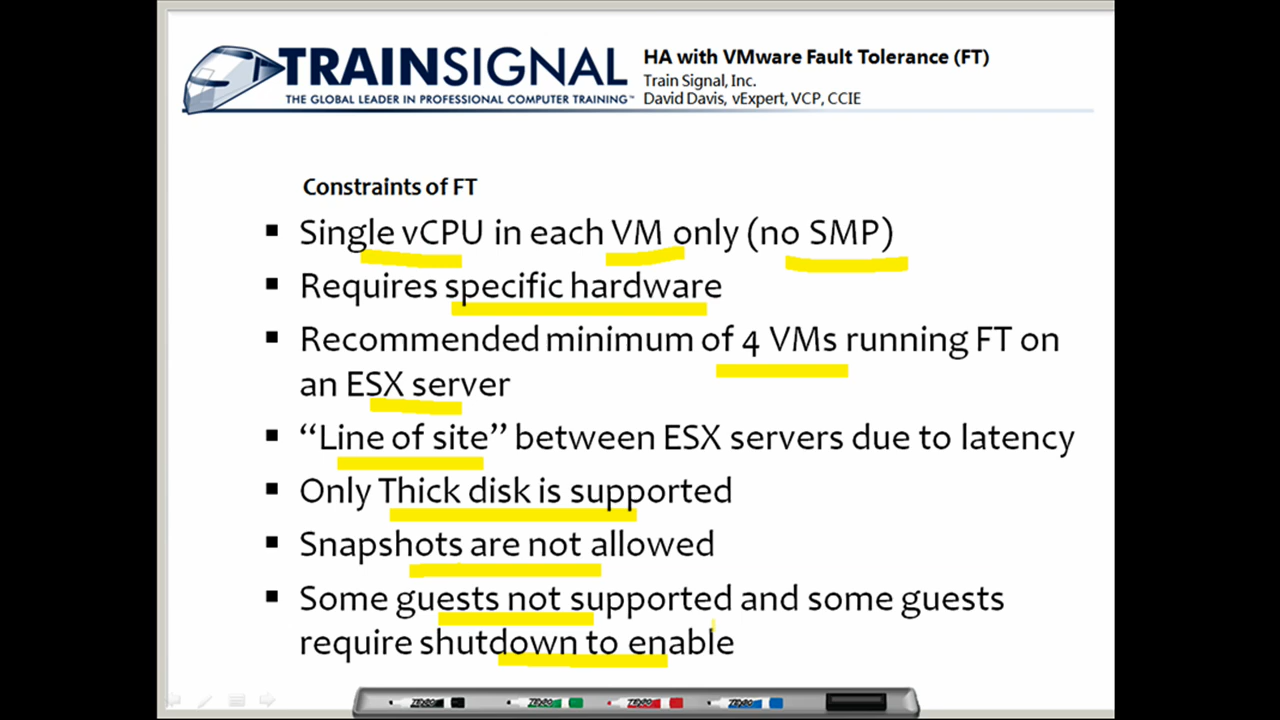 TRAINSIGNAL
THE GLOBAL LEADER IN PROFESSIONAL COMPUTER TRAINING™
HA with VMware Fault Tolerance (FT)
Train Signal, Inc.
David Davis, vExpert, VCP, CCIE
Constraints of FT
▪ Single vCPU in each VM only (no SMP)
▪ Requires specific hardware
▪ Recommended minimum of 4 VMs running FT on
an ESX server
▪ “Line of site” between ESX servers due to latency
▪ Only Thick disk is supported
▪ Snapshots are not allowed
▪ Some guests not supported and some guests
require shutdown to enable